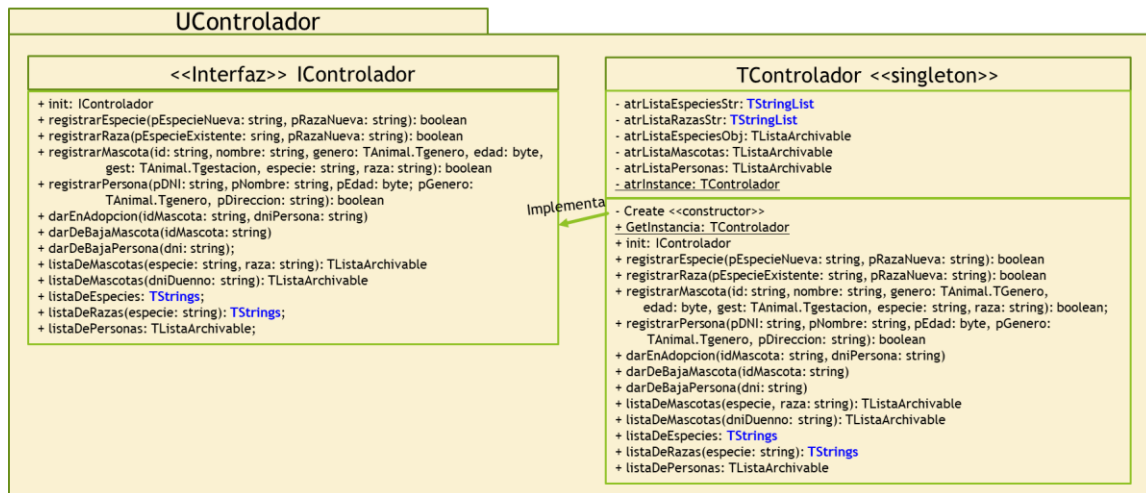 UControlador
<<Interfaz>> IControlador
+ init: IControlador
+ registrarEspecie(pEspecieNueva: string, pRazaNueva: string): boolean
+ registrarRaza(pEspecieExistente: sring, pRazaNueva: string): boolean
+ registrarMascota(id: string, nombre: string, genero: TAnimal.Tgenero, edad: byte,
gest: TAnimal.Tgestacion, especie: string, raza: string): boolean
+ registrarPersona(pDNI: string, pNombre: string, pEdad: byte; pGenero:
TAnimal.Tgenero, pDireccion: string): boolean
+ darEnAdopcion(idMascota: string, dniPersona: string)
+ darDeBajaMascota(idMascota: string)
+ darDeBajaPersona(dni: string);
+ listaDeMascotas(especie: string, raza: string): TListaArchivable
+ listaDeMascotas(dniDuenno: string): TListaArchivable
+ listaDeEspecies: TStrings;
+ listaDeRazas(especie: string): TStrings;
+ listaDePersonas: TListaArchivable;
Implementa
TControlador <<singleton>>
- atrListaEspeciesStr: TStringList
- atrListaRazasStr: TStringList
- atrListaEspeciesObj: TListaArchivable
- atrListaMascotas: TListaArchivable
- atrListaPersonas: TListaArchivable
- atrInstance: TControlador
- Create <<constructor>>
+ GetInstancia: TControlador
+ init: IControlador
+ registrarEspecie(pEspecieNueva: string, pRazaNueva: string): boolean
+ registrarRaza(pEspecieExistente: string, pRazaNueva: string): boolean
+ registrarMascota(id: string, nombre: string, genero: TAnimal.TGenero,
edad: byte, gest: TAnimal.Tgestacion, especie: string, raza: string): boolean;
+ registrarPersona(pDNI: string, pNombre: string, pEdad: byte, pGenero:
TAnimal.Tgenero, pDireccion: string): boolean
+ darEnAdopcion(idMascota: string, dniPersona: string)
+ darDeBajaMascota(idMascota: string)
+ darDeBajaPersona(dni: string)
+ listaDeMascotas(especie, raza: string): TListaArchivable
+ listaDeMascotas(dniDuenno: string): TListaArchivable
+ listaDeEspecies: TStrings
+ listaDeRazas(especie: string): TStrings
+ listaDePersonas: TListaArchivable